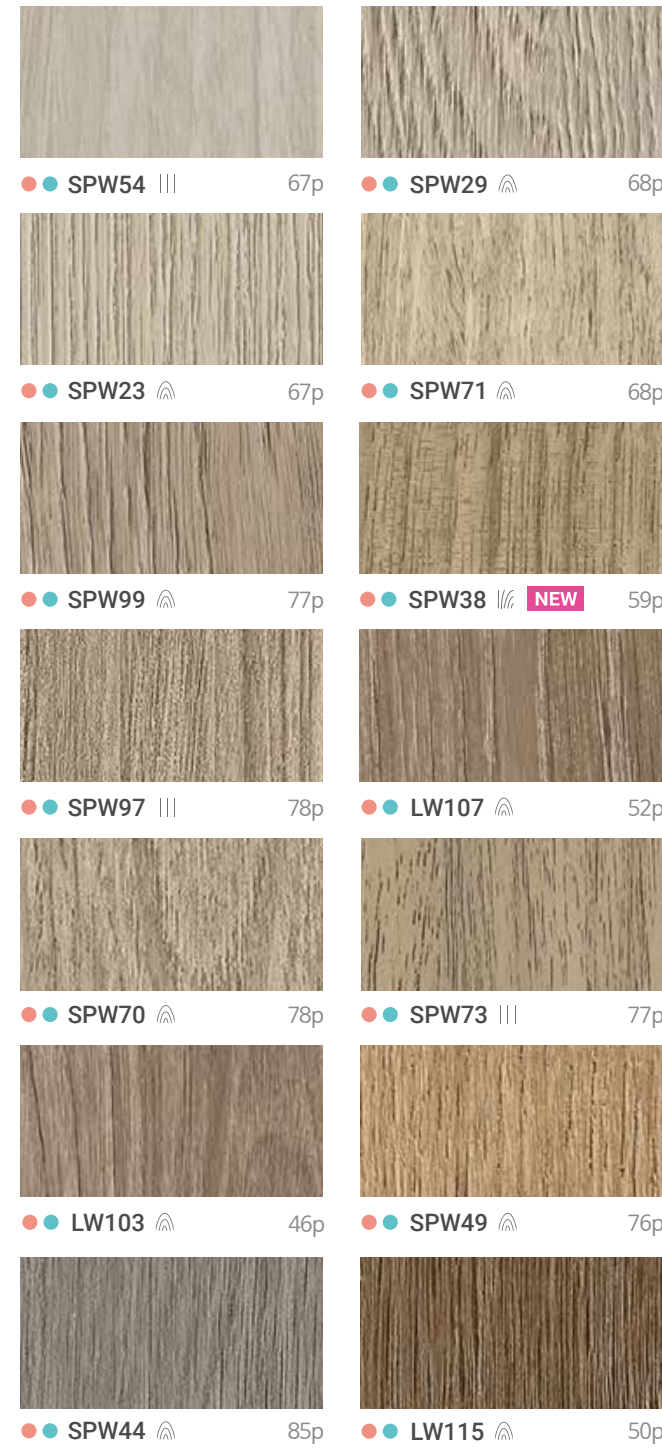 SPW54 67p
SPW29 68p
SPW23 67p
SPW71 68p
SPW99 77p
SPW38 NEW 59p
SPW97 78p
LW107 52p
SPW70 78p
SPW73 77p
LW103 46p
SPW49 76p
SPW44 85p
LW115 50p